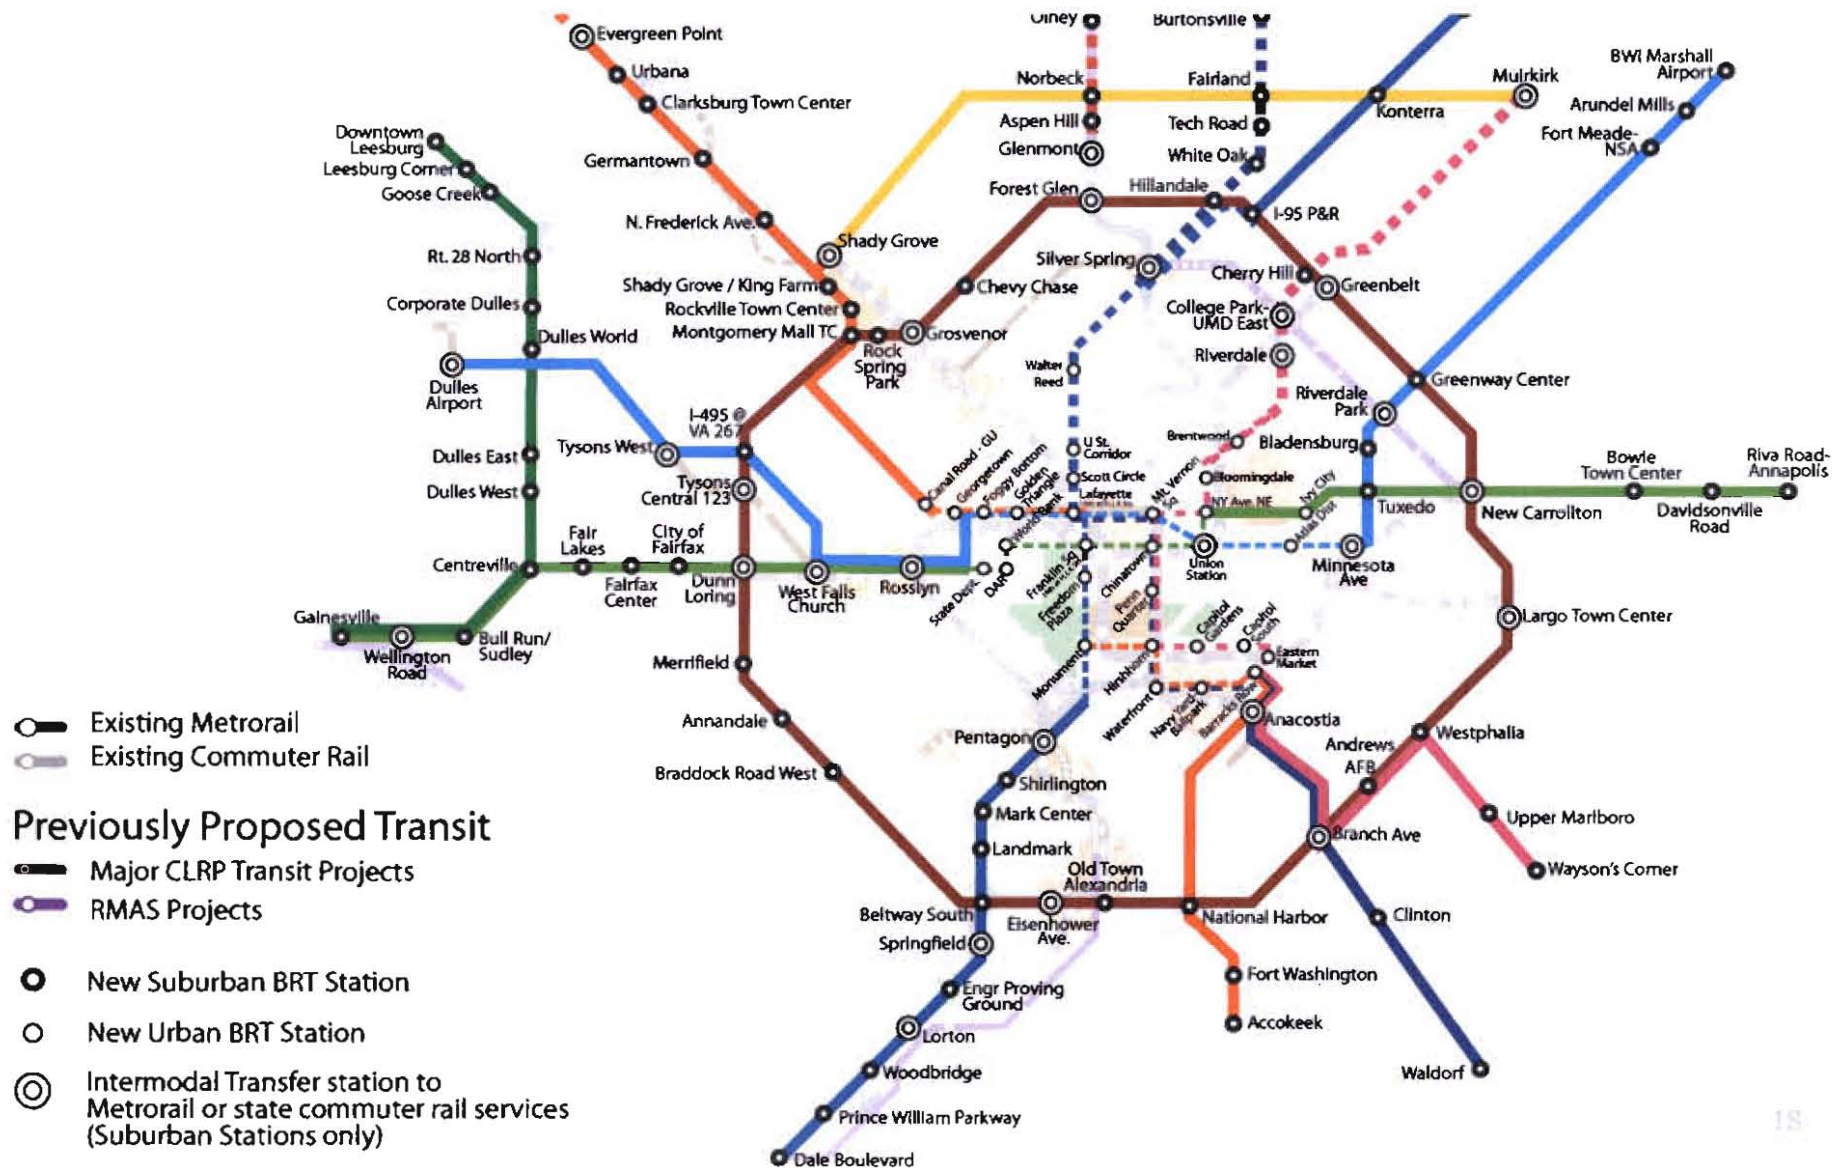 Olney
Burtonsville
Evergreen Point
Urbana
Clarksburg Town Center
Norbeck
Fairland
Muirkirk
BWI Marshall
Airport
Arundel Mills
Konterra
Aspen Hill
Tech Road
Fort Meade-
NSA
Downtown
Leesburg
Leesburg Corner
Goose Creek
Germantown
Glenmont
White Oak
Forest Glen
Hillandale
I-95 P&R
N. Frederick Ave.
Shady Grove
Rt. 28 North
Silver Spring
Cherry Hill
Greenbelt
Shady Grove / King Farm
Chevy Chase
Corporate Dulles
Rockville Town Center
College Park-
UMD East
Montgomery Mall TC
Grosvenor
Dulles World
Rock
Spring
Park
Riverdale
Walter
Reed
Dulles
Airport
Riverdale
Park
Greenway Center
I-495 @
VA 267
Tysons West
Brentwood
Bladensburg
U St.
Corridor
Dulles East
Bowie
Town Center
Riva Road-
Annapolis
Canal Road - GU
Georgetown
Foggy Bottom
Golden
Triangle
World Bank
Scott Circle
Lafayette
Mt. Vernon
Sq
Bloomingdale
NY Ave. NE
Ivy City
Atlas Dist
Dulles West
Tysons
Central 123
Tuxedo
New Carrollton
Davidsonville
Road
Fair
Lakes
City of
Fairfax
Centreville
Fairfax
Center
Dunn
Loring
West Falls
Church
Rosslyn
State Dept.
DAR
Franklin Sq
Freedom
Plaza
Chinatown
Penn
Quarter
Union
Station
Minnesota
Ave
Gainesville
Wellington
Road
Bull Run/
Sudley
Capitol
Gardens
Capitol
South
Eastern
Market
Largo Town Center
Merrifield
Monument
Hirshhorn
Waterfront
Navy Yard
Ballpark
Barracks Row
Existing Metrorail
Annandale
Anacostia
Pentagon
Andrews
AFB
Westphalia
Existing Commuter Rail
Braddock Road West
Shirlington
Previously Proposed Transit
Mark Center
Upper Marlboro
Landmark
Branch Ave
Major CLRP Transit Projects
Old Town
Alexandria
Wayson's Corner
RMAS Projects
Beltway South
Eisenhower
Ave.
National Harbor
Clinton
Springfield
New Suburban BRT Station
Engr Proving
Ground
Fort Washington
New Urban BRT Station
Lorton
Accokeek
Intermodal Transfer station to
Metrorail or state commuter rail services
(Suburban Stations only)
Woodbridge
Waldorf
Prince William Parkway
Dale Boulevard
18